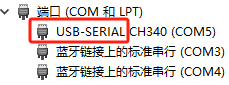 端口 (COM 和 LPT)
USB-SERIAL CH340 (COM5)
蓝牙链接上的标准串行 (COM3)
蓝牙链接上的标准串行 (COM4)